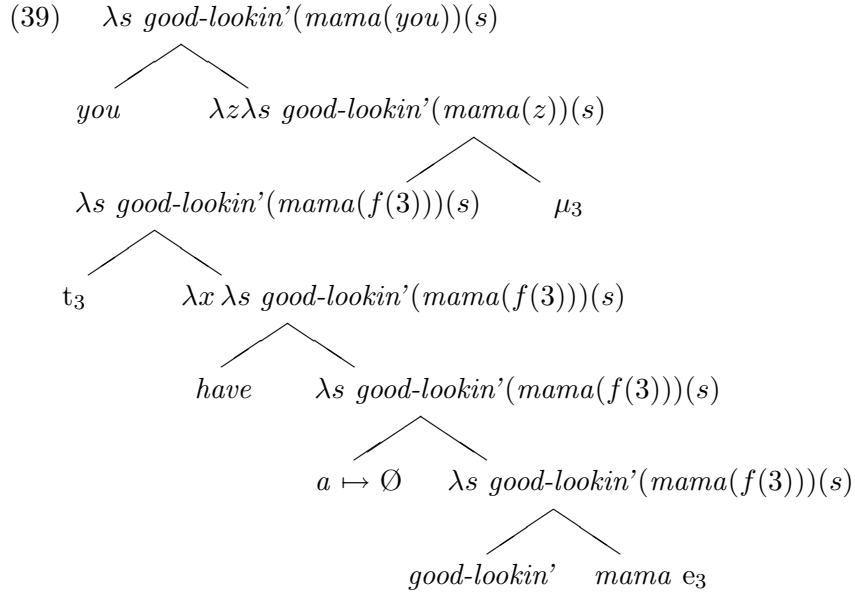 (39) λs good-lookin’(mama(you))(s)
you λzλs good-lookin’(mama(z))(s)
λs good-lookin’(mama(f(3)))(s) μ₃
t₃ λx λs good-lookin’(mama(f(3)))(s)
have λs good-lookin’(mama(f(3)))(s)
a ↦ Ø λs good-lookin’(mama(f(3)))(s)
good-lookin’ mama e₃